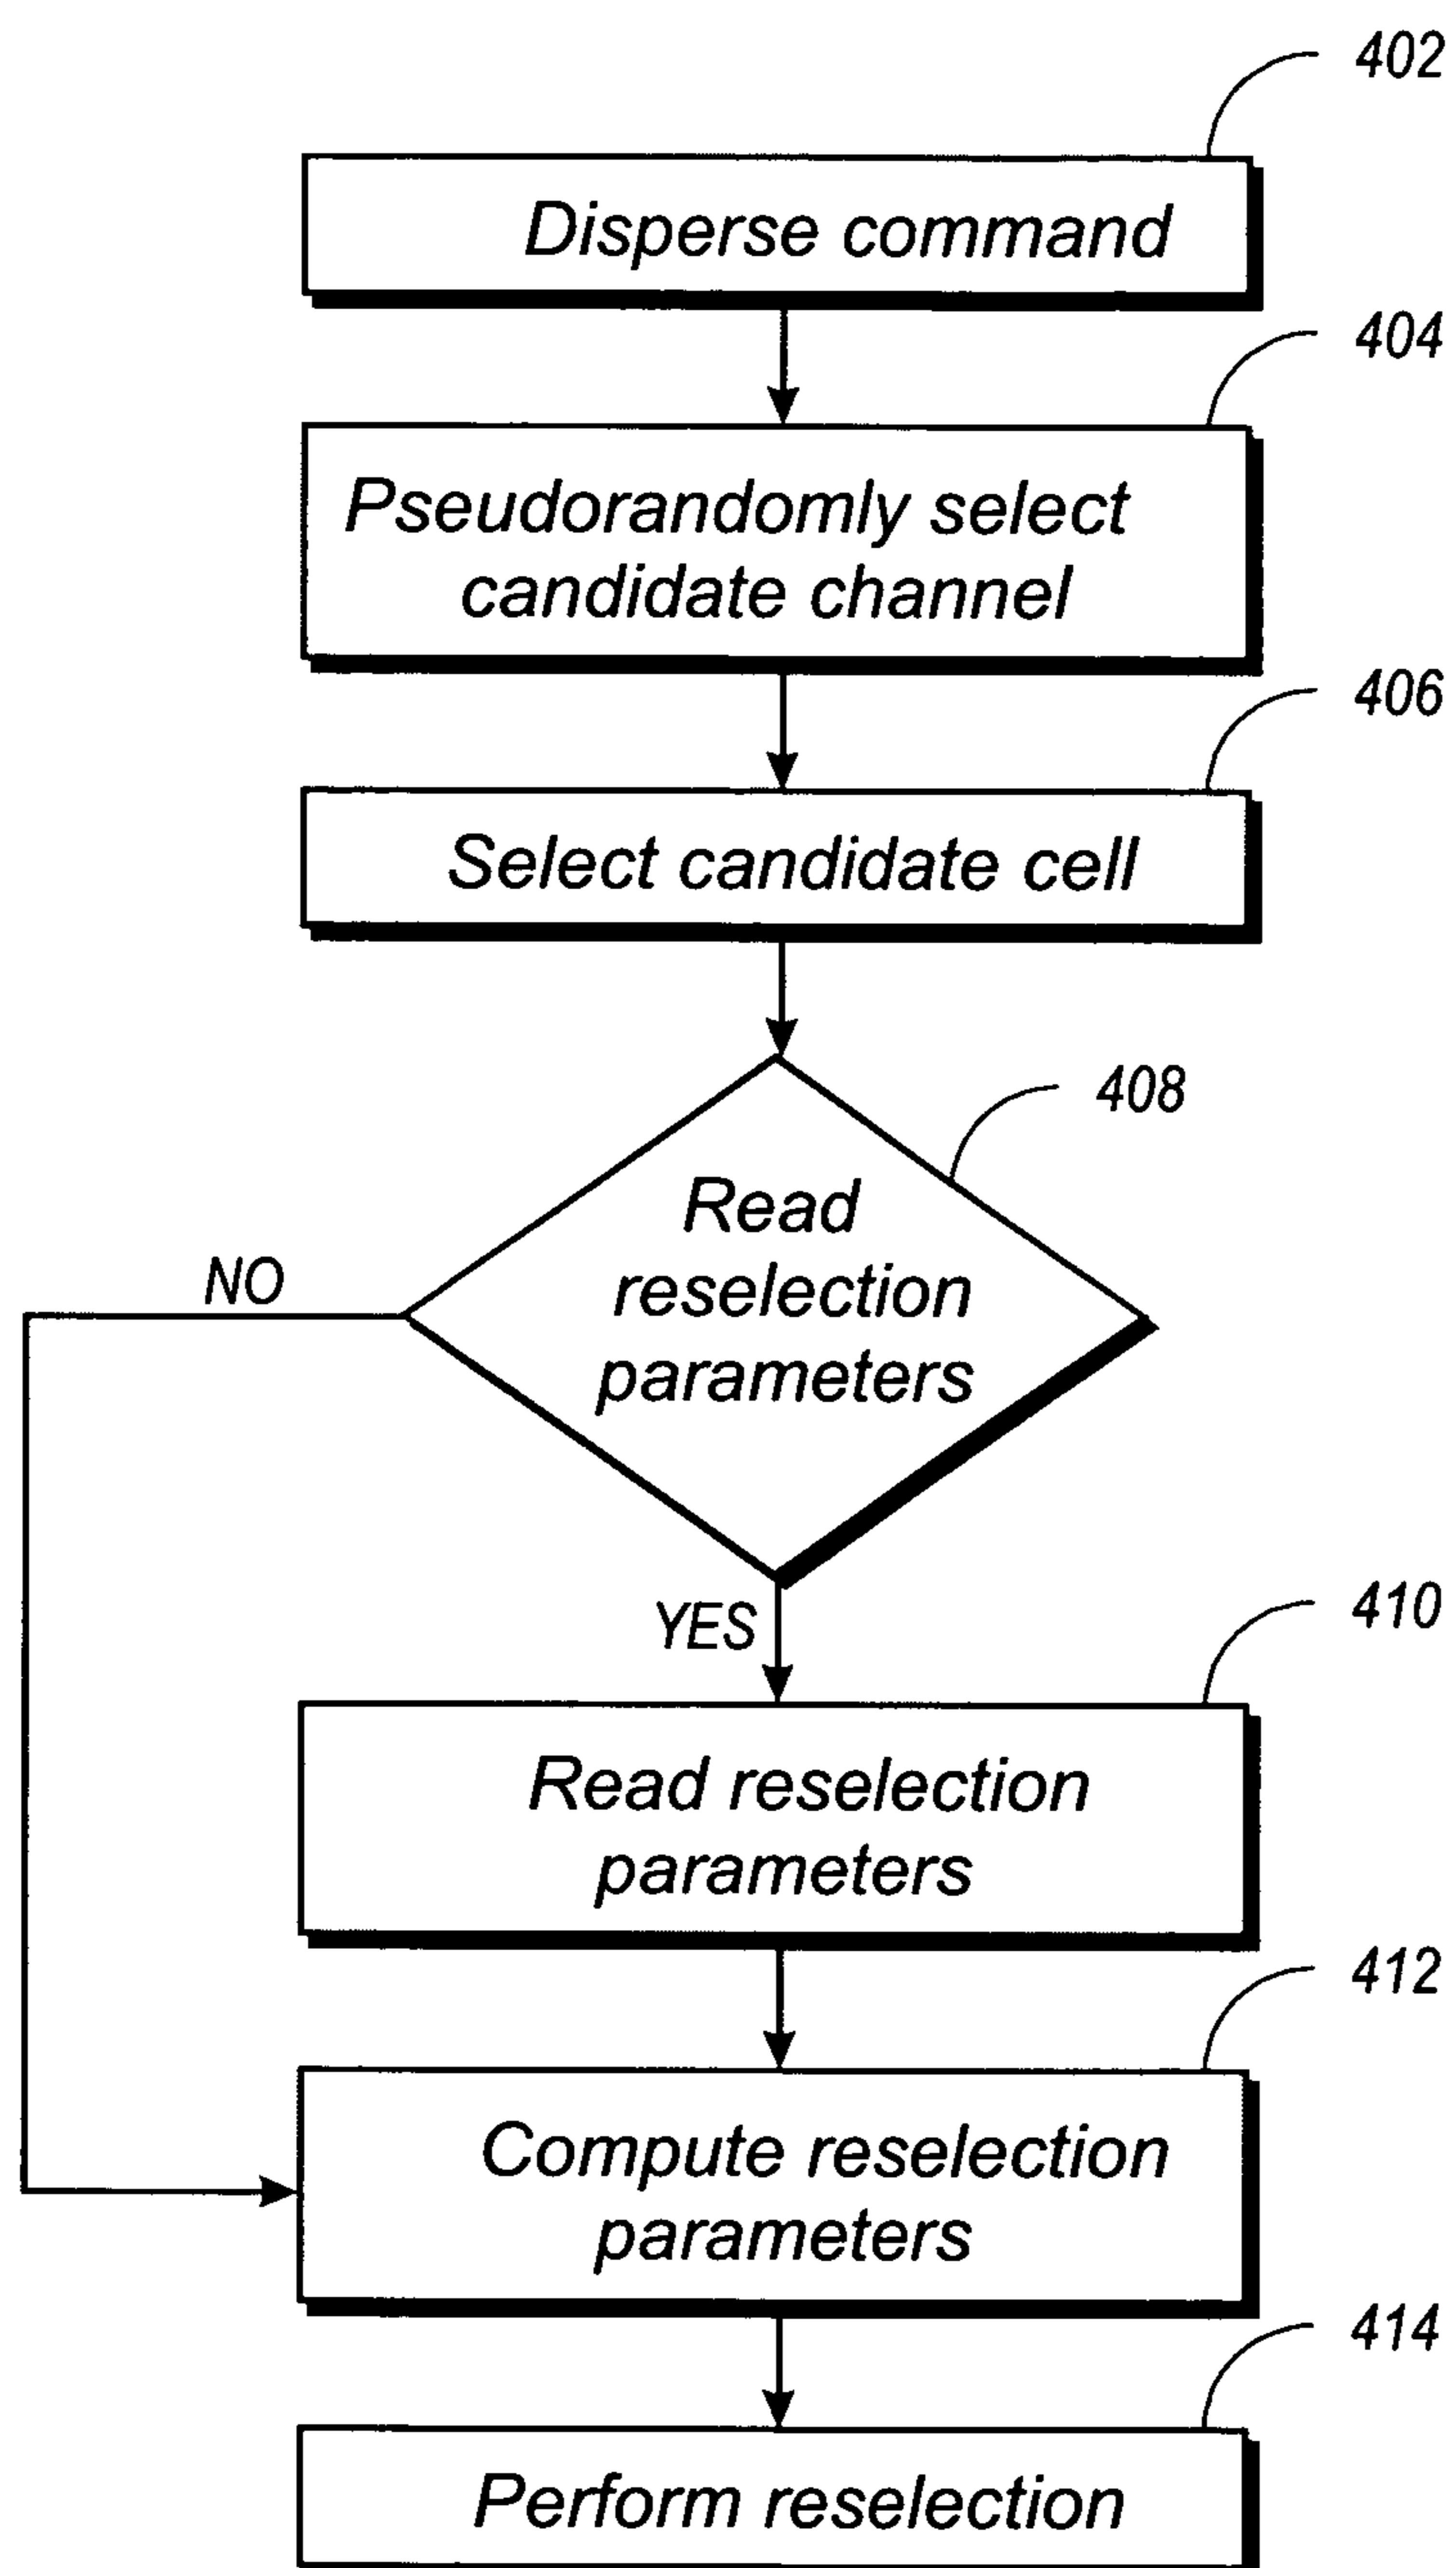 402
Disperse command
404
Pseudorandomly select
candidate channel
406
Select candidate cell
408
Read
reselection
parameters
NO
YES
410
Read reselection
parameters
412
Compute reselection
parameters
414
Perform reselection